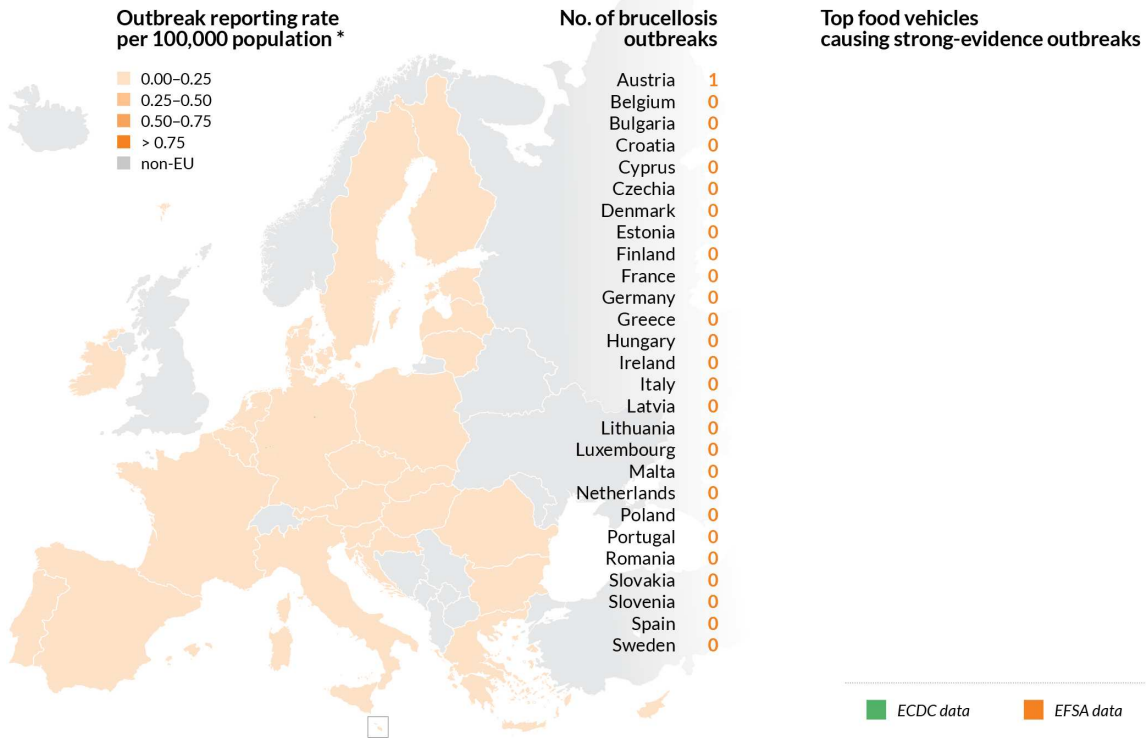 Outbreak reporting rate
per 100,000 population *
0.00–0.25
0.25–0.50
0.50–0.75
> 0.75
non-EU
No. of brucellosis
outbreaks
Austria 1
Belgium 0
Bulgaria 0
Croatia 0
Cyprus 0
Czechia 0
Denmark 0
Estonia 0
Finland 0
France 0
Germany 0
Greece 0
Hungary 0
Ireland 0
Italy 0
Latvia 0
Lithuania 0
Luxembourg 0
Malta 0
Netherlands 0
Poland 0
Portugal 0
Romania 0
Slovakia 0
Slovenia 0
Spain 0
Sweden 0
Top food vehicles
causing strong-evidence outbreaks
ECDC data
EFSA data